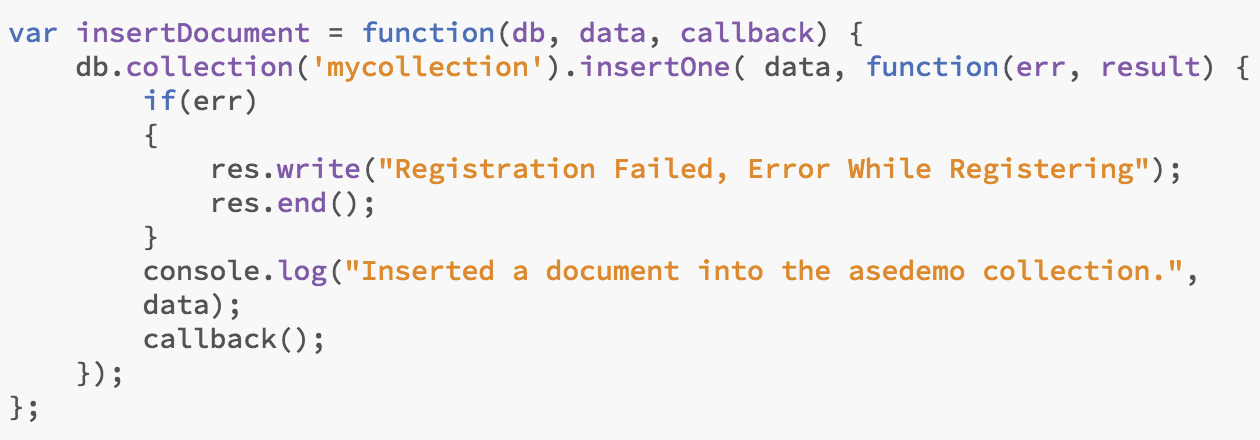 var insertDocument = function(db, data, callback) {
    db.collection('mycollection').insertOne( data, function(err, result) {
        if(err)
        {
            res.write("Registration Failed, Error While Registering");
            res.end();
        }
        console.log("Inserted a document into the asedemo collection.",
        data);
        callback();
    });
};